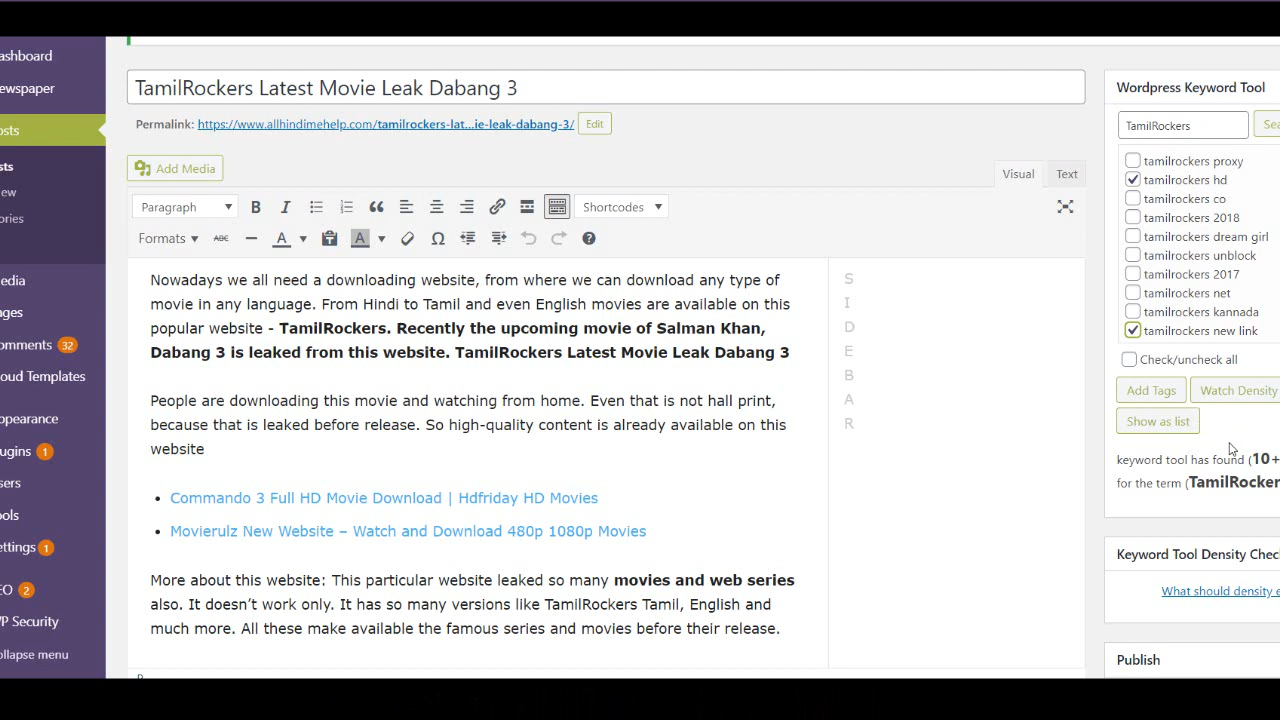 ashboard
ewspaper
osts
sts
ew
ories
edia
ages
omments 32
oud Templates
ppearance
ugins 1
sers
ols
ettings 1
EO 2
VP Security
ollapse menu
TamilRockers Latest Movie Leak Dabang 3
Permalink: https://www.allhindimehelp.com/tamilrockers-lat...ie-leak-dabang-3/ Edit
Add Media
Visual Text
Paragraph B I Shortcodes
Formats ABC A A Ω
Nowadays we all need a downloading website, from where we can download any type of
movie in any language. From Hindi to Tamil and even English movies are available on this
popular website - TamilRockers. Recently the upcoming movie of Salman Khan,
Dabang 3 is leaked from this website. TamilRockers Latest Movie Leak Dabang 3
People are downloading this movie and watching from home. Even that is not hall print,
because that is leaked before release. So high-quality content is already available on this
website
• Commando 3 Full HD Movie Download | Hdfriday HD Movies
• Movierulz New Website – Watch and Download 480p 1080p Movies
More about this website: This particular website leaked so many movies and web series
also. It doesn't work only. It has so many versions like TamilRockers Tamil, English and
much more. All these make available the famous series and movies before their release.
P
S
I
D
E
B
A
R
Wordpress Keyword Tool
TamilRockers Sea
tamilrockers proxy
tamilrockers hd
tamilrockers co
tamilrockers 2018
tamilrockers dream girl
tamilrockers unblock
tamilrockers 2017
tamilrockers net
tamilrockers kannada
tamilrockers new link
Check/uncheck all
Add Tags Watch Density
Show as list
keyword tool has found (10+
for the term (TamilRocker
Keyword Tool Density Chec
What should density e
Publish